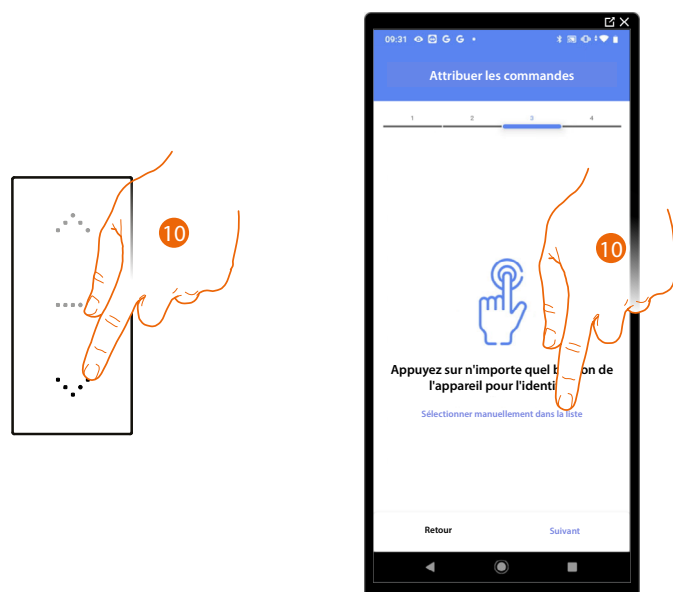 09:31 G G
Attribuer les commandes
1 2 3 4
10
10
Appuyez sur n'importe quel b on de
l'appareil pour l'identi
Sélectionner manuellement dans la liste
Retour Suivant